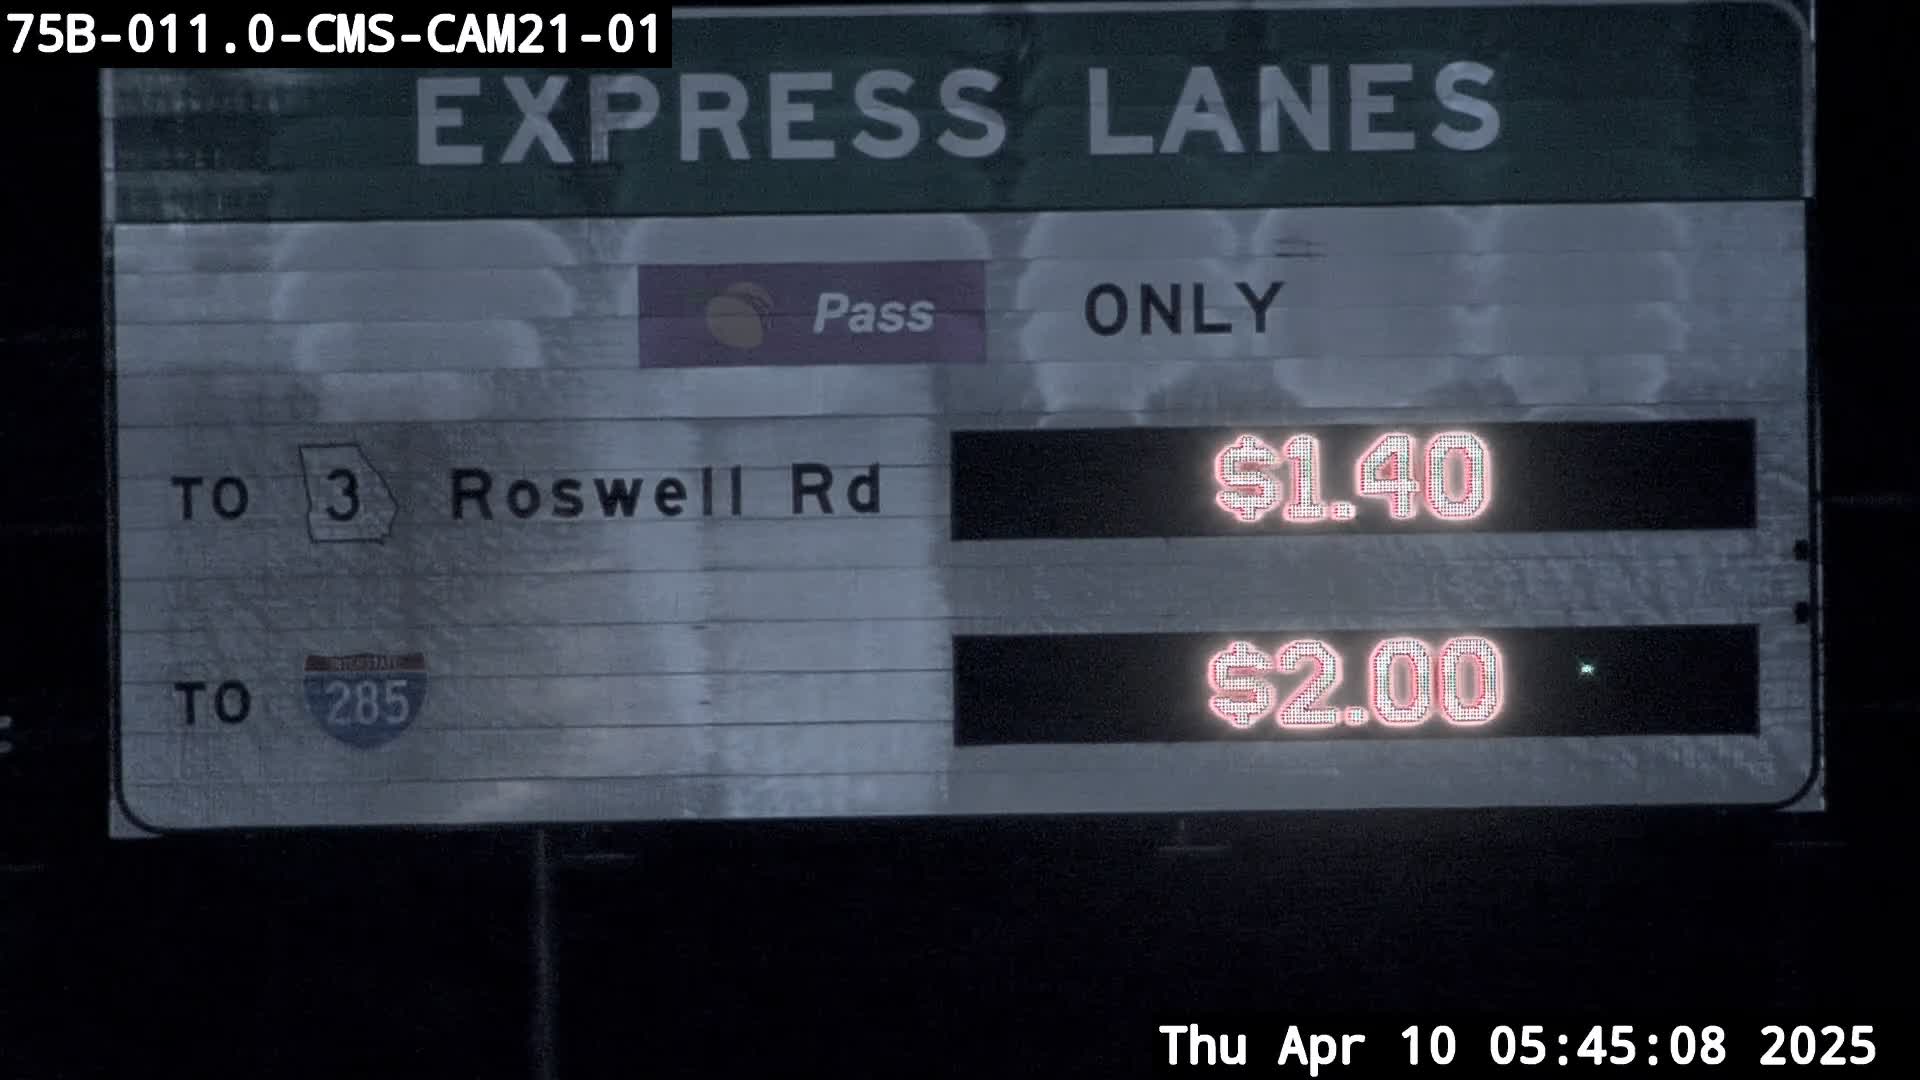 75B-011.0-CMS-CAM21-01
EXPRESS LANES
Pass ONLY
TO 3 Roswell Rd $1.40
TO INTERSTATE 285 $2.00
Thu Apr 10 05:45:08 2025